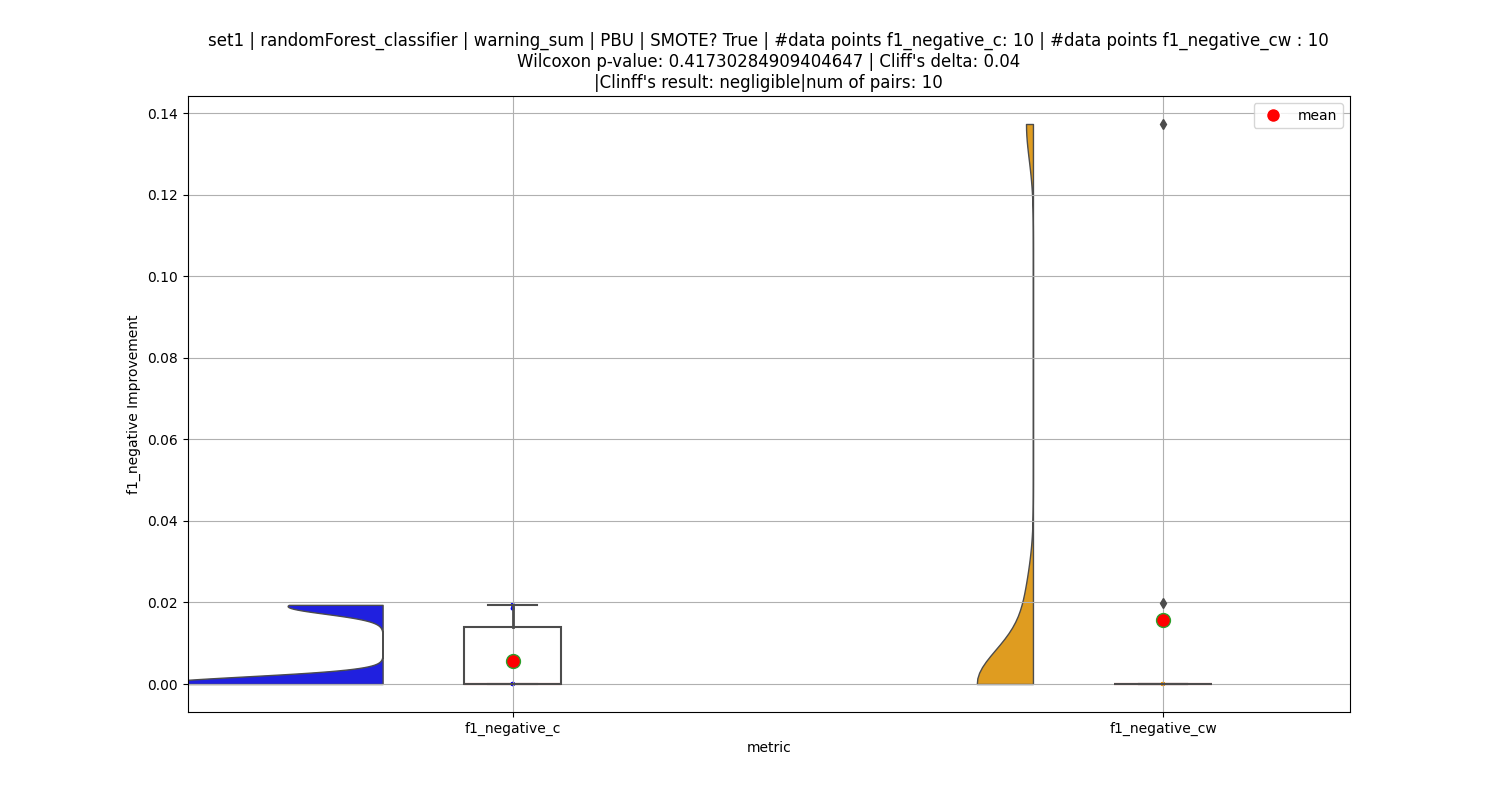 set1 | randomForest_classifier | warning_sum | PBU | SMOTE? True | #data points f1_negative_c: 10 | #data points f1_negative_cw : 10
Wilcoxon p-value: 0.41730284909404647 | Cliff's delta: 0.04
|Clinff's result: negligible|num of pairs: 10
mean
0.14
0.12
0.10
0.08
0.06
0.04
0.02
0.00
f1_negative Improvement
f1_negative_c
f1_negative_cw
metric